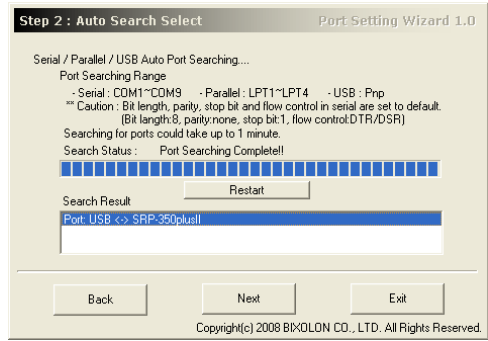 Step 2 : Auto Search Select
Port Setting Wizard 1.0
Serial / Parallel / USB Auto Port Searching....
Port Searching Range
- Serial : COM1~COM9 - Parallel : LPT1~LPT4 - USB : Pnp
** Caution : Bit length, parity, stop bit and flow control in serial are set to default.
(Bit length:8, parity:none, stop bit:1, flow control:DTR/DSR)
Searching for ports could take up to 1 minute.
Search Status : Port Searching Complete!!
Restart
Search Result
Port: USB <-> SRP-350plusII
Back
Next
Exit
Copyright(c) 2008 BIXOLON CO., LTD. All Rights Reserved.